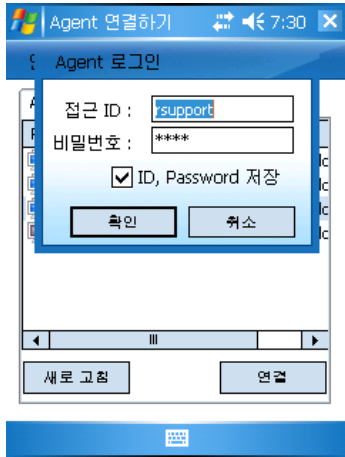 Agent 연결하기 7:30
Agent 로그인
접근 ID : rsupport
비밀번호 : ****
ID, Password 저장
확인 취소
새로 고침 연결